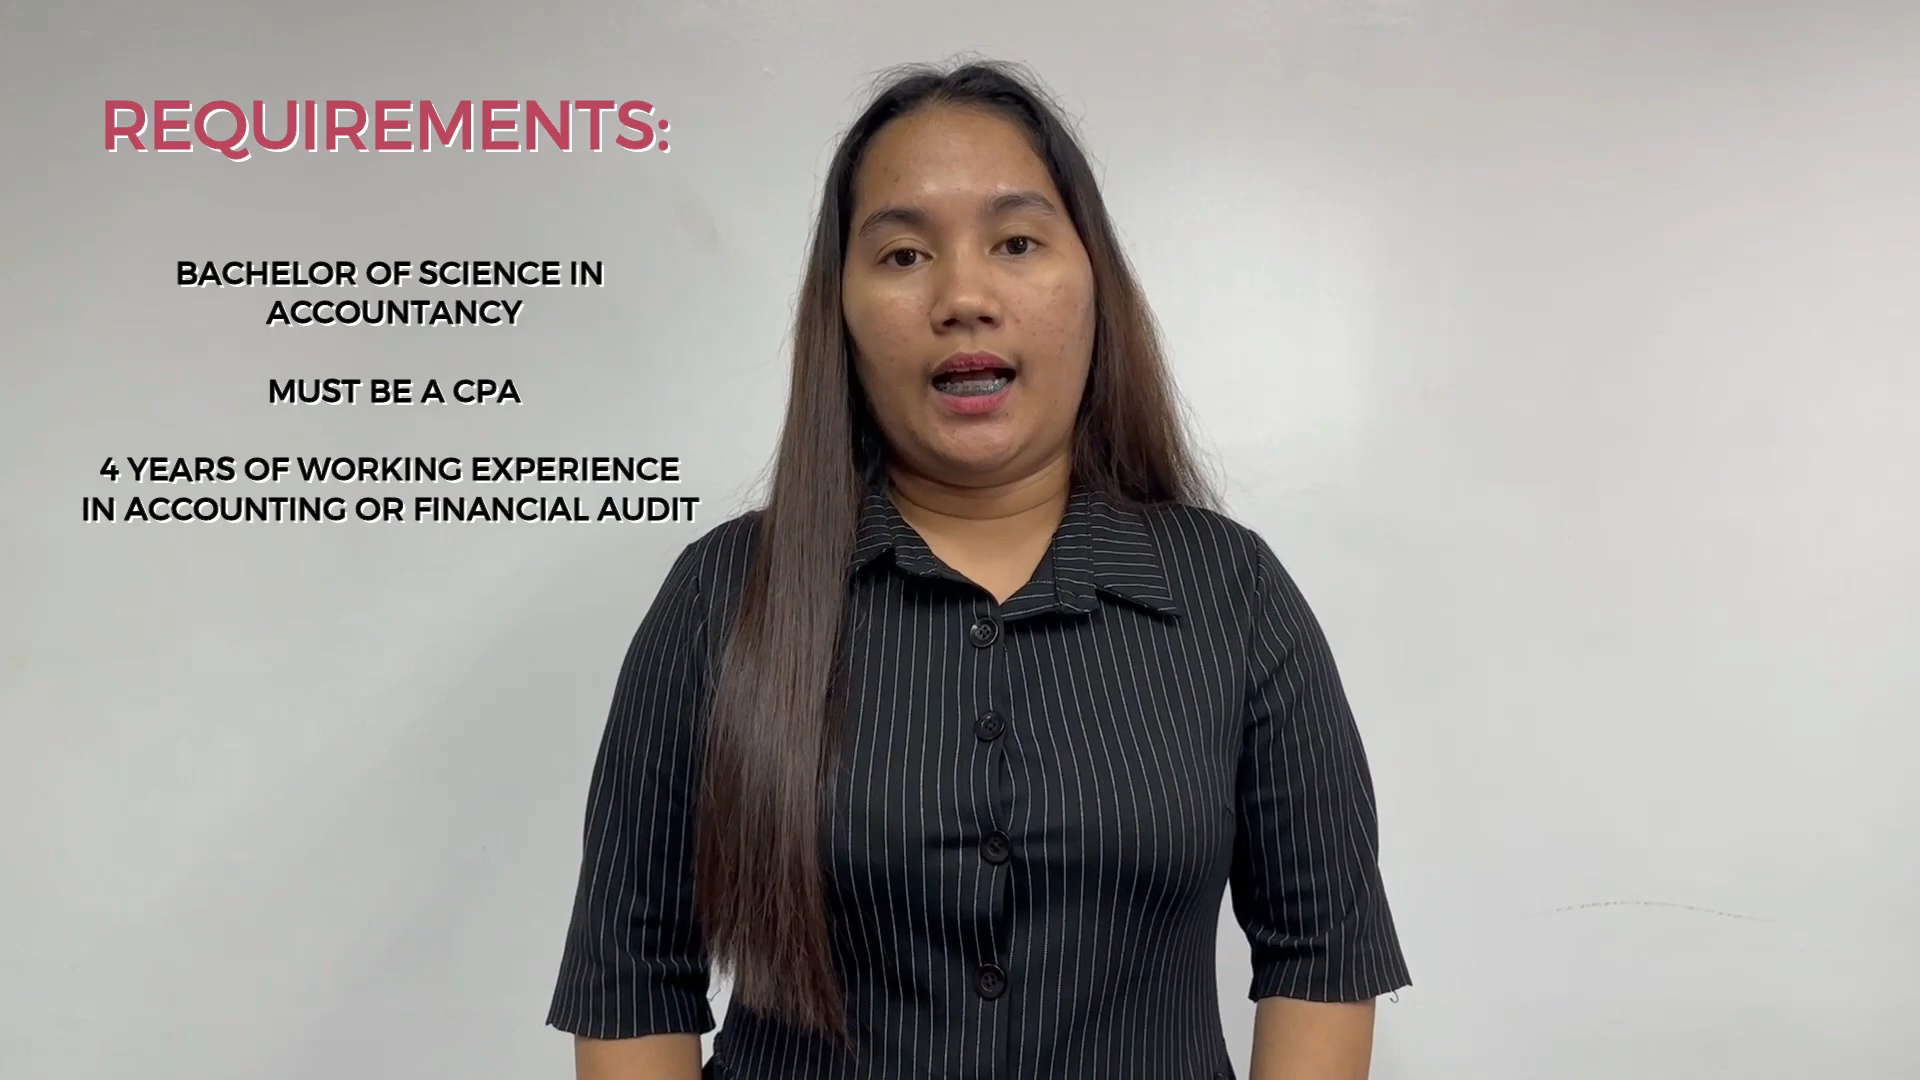 REQUIREMENTS:
BACHELOR OF SCIENCE IN
ACCOUNTANCY
MUST BE A CPA
4 YEARS OF WORKING EXPERIENCE
IN ACCOUNTING OR FINANCIAL AUDIT